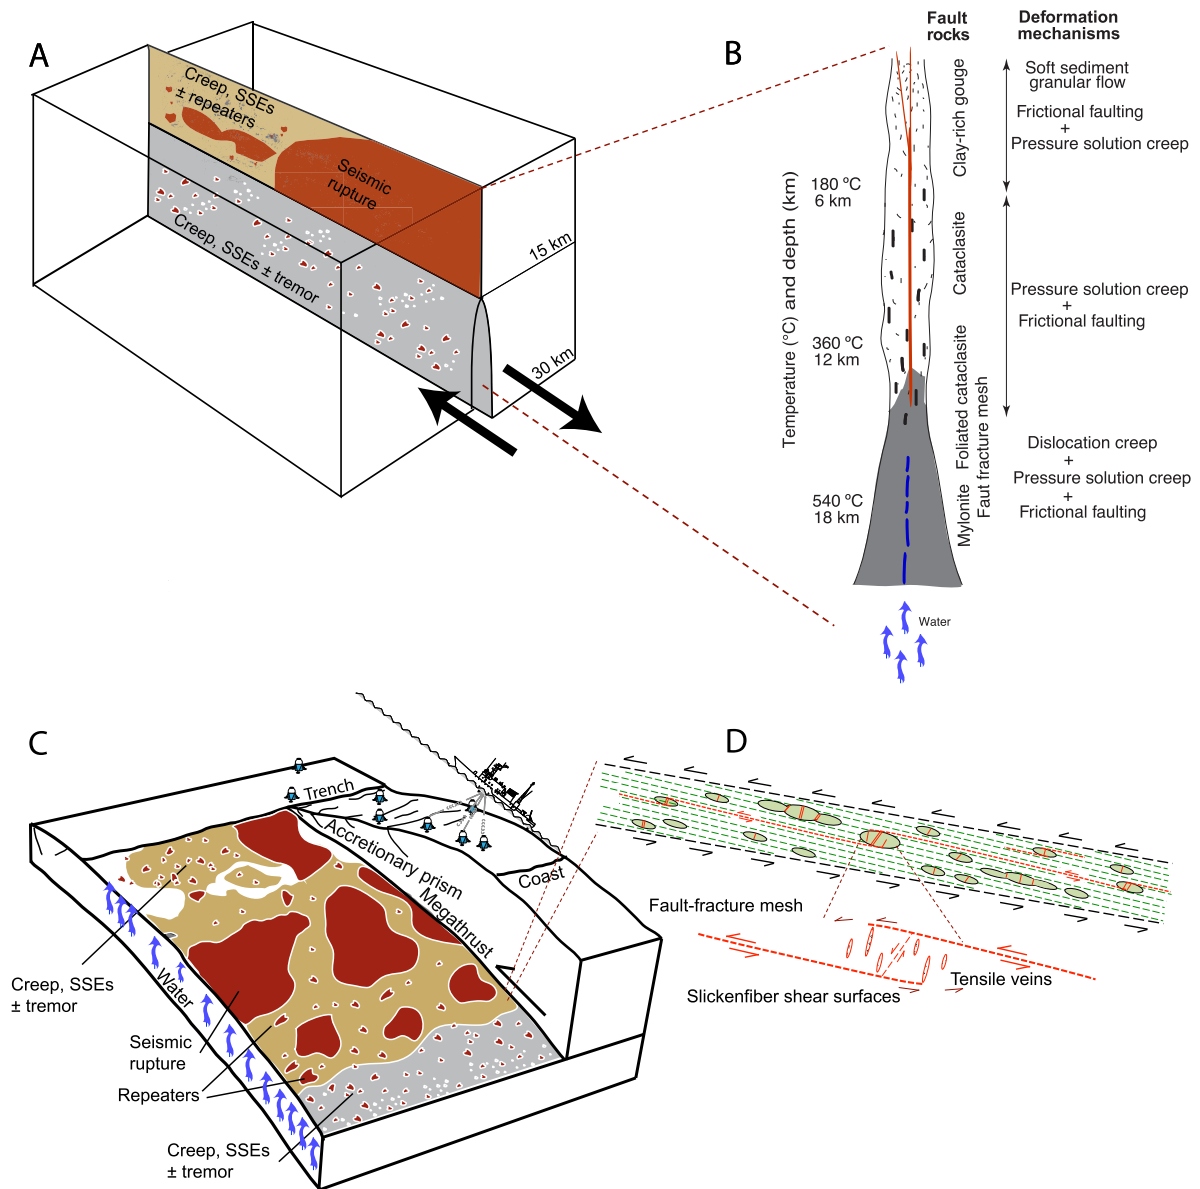 A
Creep, SSEs
± repeaters
Seismic
rupture
Creep, SSEs ± tremor
15 km
30 km
B
Fault
rocks
Deformation
mechanisms
Temperature (°C) and depth (km)
180 ºC
6 km
360 ºC
12 km
540 ºC
18 km
Clay-rich gouge
Cataclasite
Foliated cataclasite
Mylonite
Faut fracture mesh
Soft sediment
granular flow
Frictional faulting
+
Pressure solution creep
Pressure solution creep
+
Frictional faulting
Dislocation creep
+
Pressure solution creep
+
Frictional faulting
Water
C
Trench
Accretionary prism
Megathrust
Coast
Water
Creep, SSEs
± tremor
Seismic
rupture
Repeaters
Creep, SSEs
± tremor
D
Fault-fracture mesh
Slickenfiber shear surfaces
Tensile veins